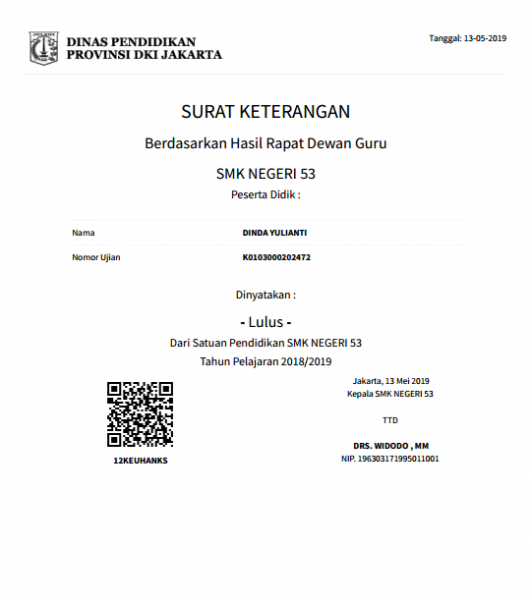 DINAS PENDIDIKAN
PROVINSI DKI JAKARTA
Tanggal: 13-05-2019
SURAT KETERANGAN
Berdasarkan Hasil Rapat Dewan Guru
SMK NEGERI 53
Peserta Didik :
Nama DINDA YULIANTI
Nomor Ujian K0103000202472
Dinyatakan :
- Lulus -
Dari Satuan Pendidikan SMK NEGERI 53
Tahun Pelajaran 2018/2019
Jakarta, 13 Mei 2019
Kepala SMK NEGERI 53
TTD
DRS. WIDODO , MM
NIP. 196303171995011001
12KEUHANKS